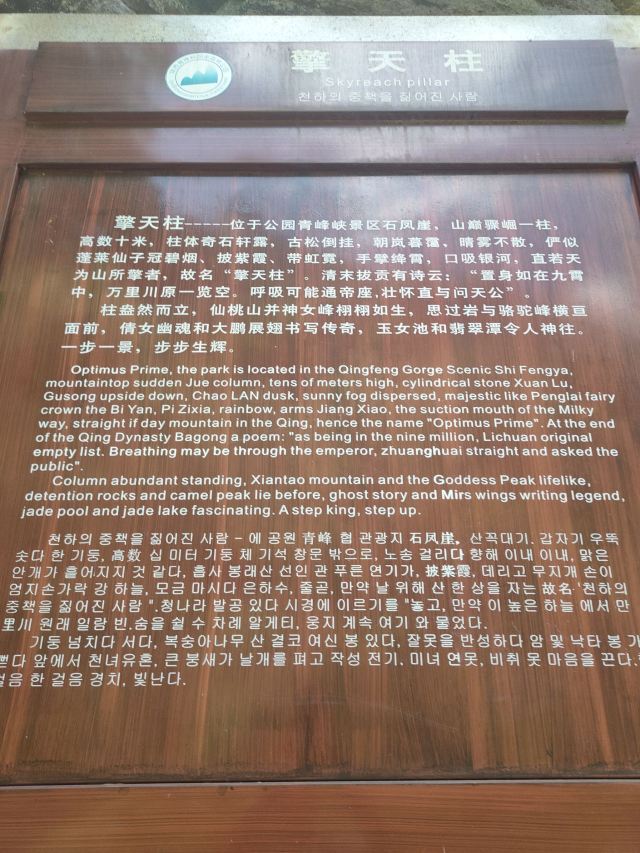 擎天柱
Skyreach pillar
천하의 중책을 짊어진 사람
擎天柱-----位于公园青峰峡景区石凤崖，山巅骤崛一柱，
高数十米，柱体奇石轩露，古松倒挂，朝岚暮霭，晴雾不散，俨似
蓬莱仙子冠碧烟、披紫霞、带虹霓，手擎绛霄，口吸银河，直若天
为山所擎者，故名“擎天柱”。清末拔贡有诗云：“置身如在九霄
中，万里川原一览空。呼吸可能通帝座,壮怀直与问天公”。
柱盎然而立，仙桃山并神女峰栩栩如生，思过岩与骆驼峰横亘
面前，倩女幽魂和大鹏展翅书写传奇，玉女池和翡翠潭令人神往。
一步一景，步步生辉。
Optimus Prime, the park is located in the Qingfeng Gorge Scenic Shi Fengya,
mountaintop sudden Jue column, tens of meters high, cylindrical stone Xuan Lu,
Gusong upside down, Chao LAN dusk, sunny fog dispersed, majestic like Penglai fairy
crown the Bi Yan, Pi Zixia, rainbow, arms Jiang Xiao, the suction mouth of the Milky
way, straight if day mountain in the Qing, hence the name "Optimus Prime". At the end
of the Qing Dynasty Bagong a poem: "as being in the nine million, Lichuan original
empty list. Breathing may be through the emperor, zhuanghuai straight and asked the
public".
Column abundant standing, Xiantao mountain and the Goddess Peak lifelike,
detention rocks and camel peak lie before, ghost story and Mirs wings writing legend,
jade pool and jade lake fascinating. A step king, step up.
천하의 중책을 짊어진 사람 - 에 공원 青峰 협 관광지 石凤崖. 산꼭대기. 갑자기 우뚝
솟다 한 기둥, 高数 십 미터 기둥 체 기석 창문 밖으로, 노송 걸리다 향해 이내 이내, 맑은
안개가 흩어지지 것 같다, 흡사 봉래산 선인 관 푸른 연기가, 披紫霞, 데리고 무지개 손이
엄지손가락 강 하늘, 모금 마시다 은하수, 줄곧, 만약 날 위해 산 한 상을 자는 故名 '천하의
중책을 짊어진 사람 ".청나라 발공 있다 시경에 이르기를 "놓고, 만약 이 높은 하늘 에서 만
里川 원래 일람 빈.숨을 쉴 수 차례 알게티, 웅지 계속 여기 와 물었다.
기둥 넘치다 서다, 복숭아나무 산 결코 여신 봉 있다, 잘못을 반성하다 암 및 낙타 봉 가
쁘다 앞에서 천녀유혼, 큰 붕새가 날개를 펴고 작성 전기. 미녀 연못, 비취 못 마음을 끈다.
걸음 한 걸음 경치, 빛난다.